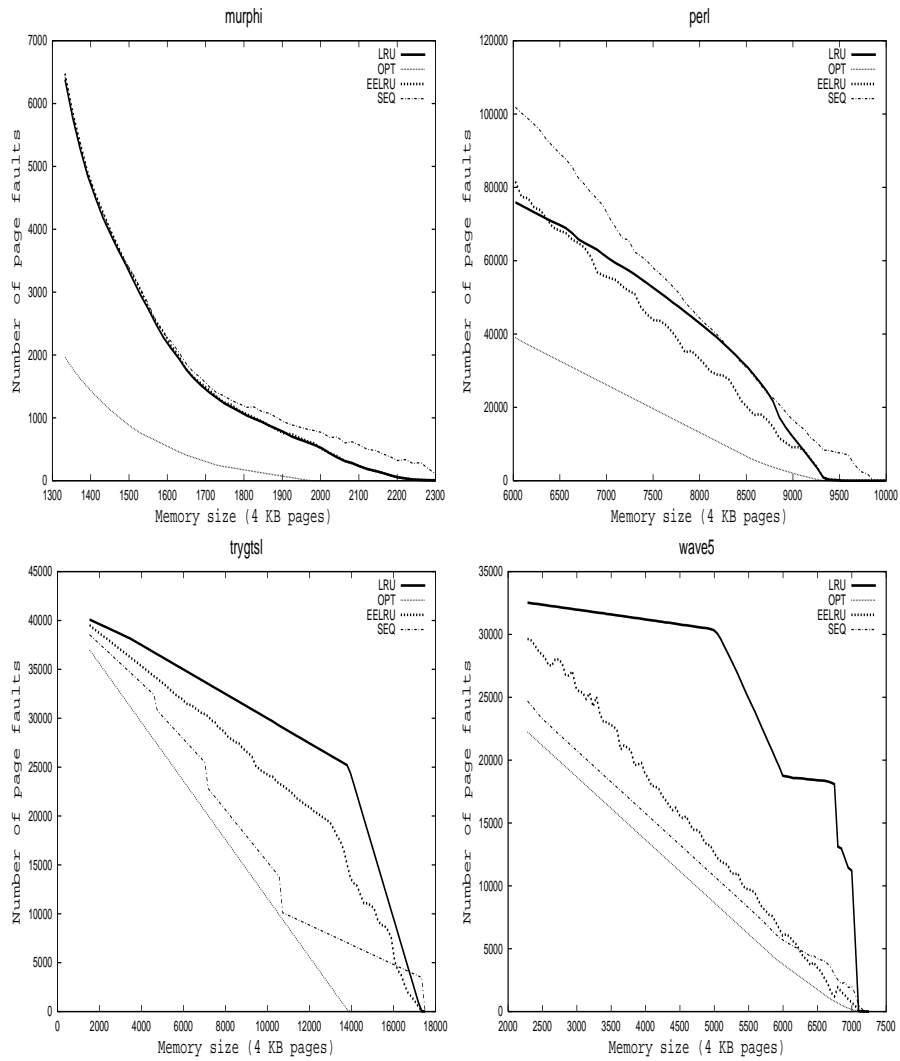 murphi
7000
6000
5000
4000
3000
2000
1000
0
Number of page faults
LRU
OPT
EELRU
SEQ
1300 1400 1500 1600 1700 1800 1900 2000 2100 2200 2300
Memory size (4 KB pages)
perl
120000
100000
80000
60000
40000
20000
0
Number of page faults
LRU
OPT
EELRU
SEQ
6000 6500 7000 7500 8000 8500 9000 9500 10000
Memory size (4 KB pages)
trygtsl
45000
40000
35000
30000
25000
20000
15000
10000
5000
0
Number of page faults
LRU
OPT
EELRU
SEQ
0 2000 4000 6000 8000 10000 12000 14000 16000 18000
Memory size (4 KB pages)
wave5
35000
30000
25000
20000
15000
10000
5000
0
Number of page faults
LRU
OPT
EELRU
SEQ
2000 2500 3000 3500 4000 4500 5000 5500 6000 6500 7000 7500
Memory size (4 KB pages)